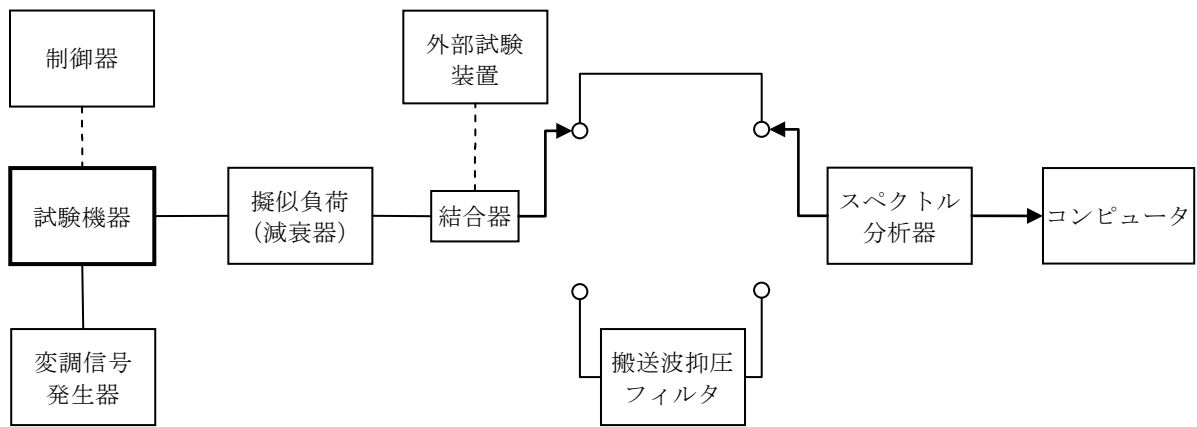 制御器
外部試験
装置
試験機器
擬似負荷
（減衰器）
結合器
スペクトル
分析器
コンピュータ
変調信号
発生器
搬送波抑圧
フィルタ